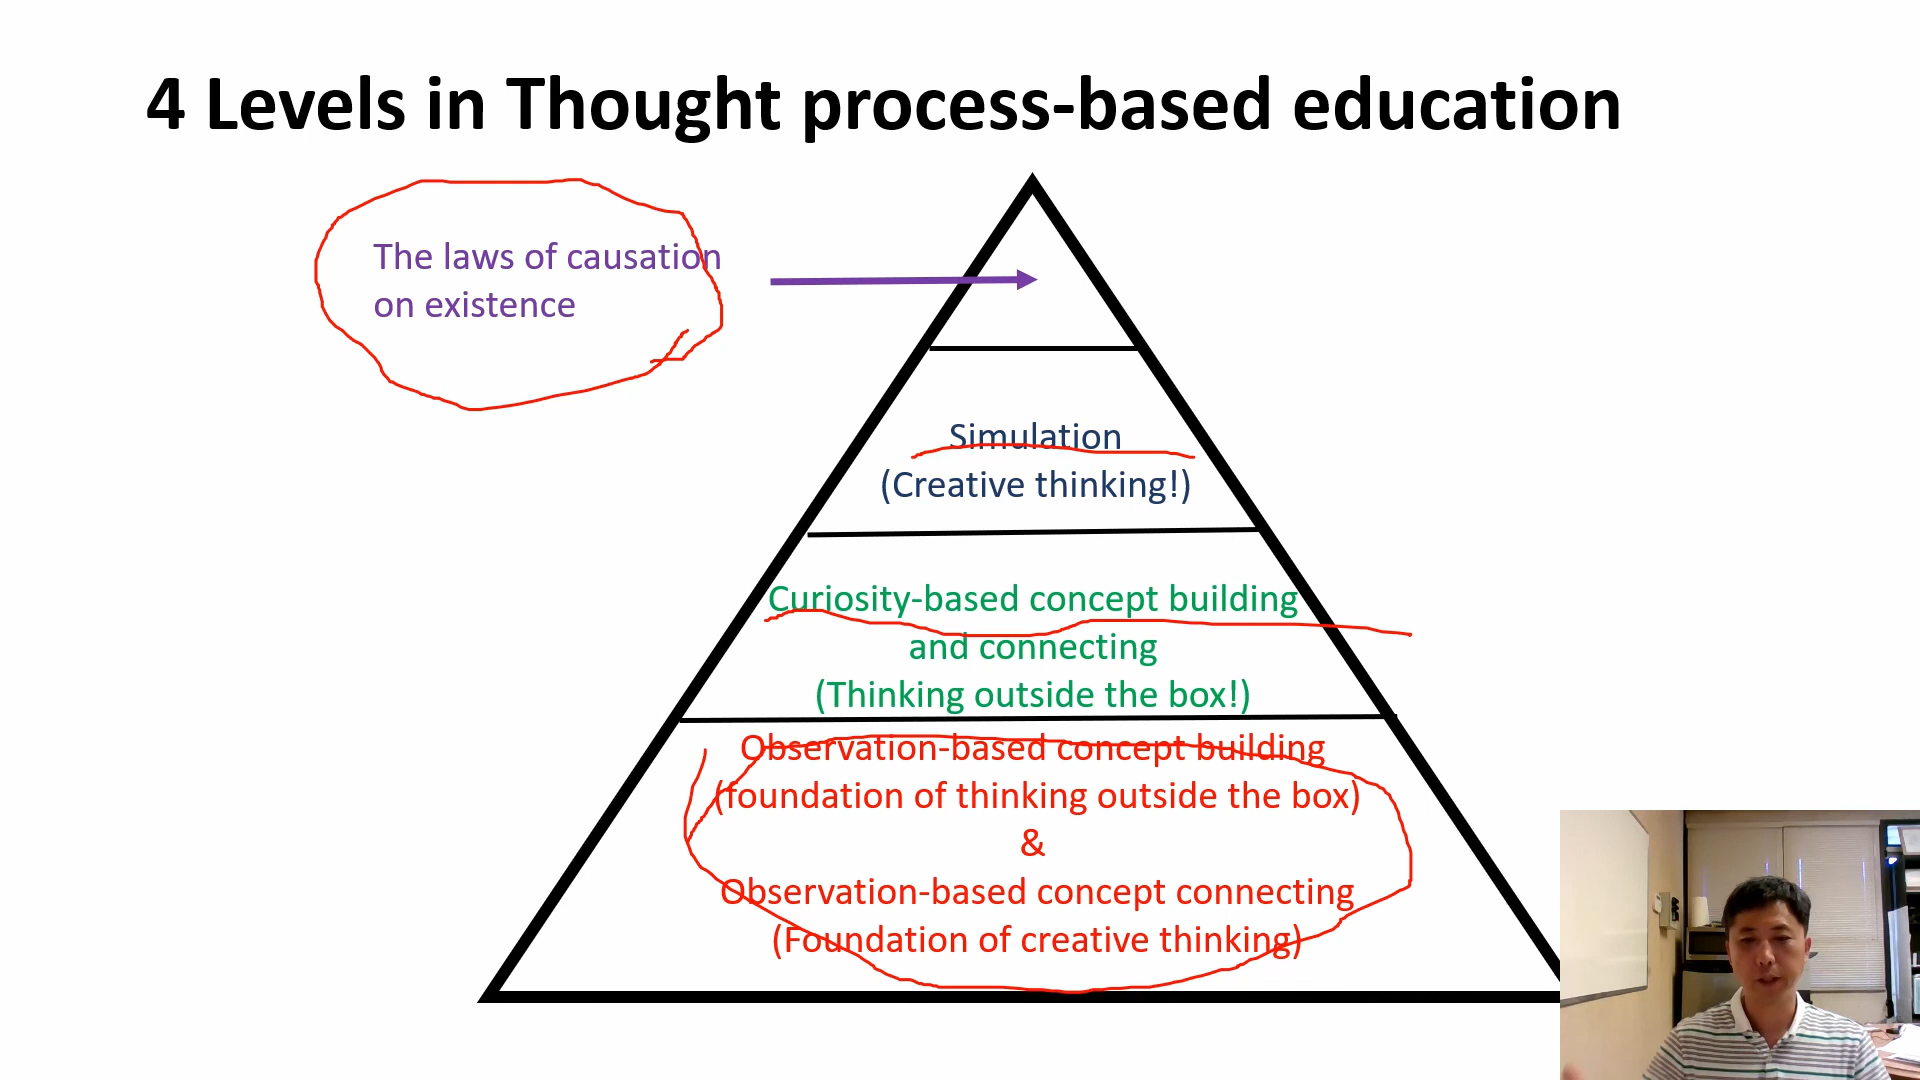 4 Levels in Thought process-based education
The laws of causation
on existence
Simulation
(Creative thinking!)
Curiosity-based concept building
and connecting
(Thinking outside the box!)
Observation-based concept building
(foundation of thinking outside the box)
&
Observation-based concept connecting
(Foundation of creative thinking)